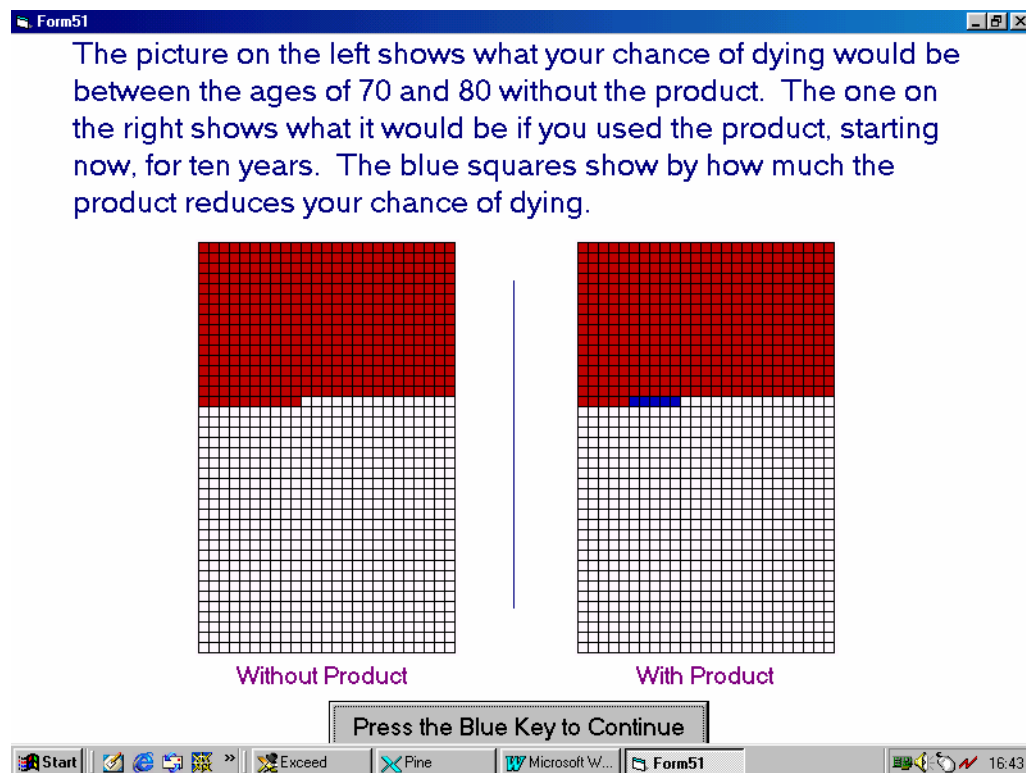 Form51
The picture on the left shows what your chance of dying would be
between the ages of 70 and 80 without the product.  The one on
the right shows what it would be if you used the product, starting
now, for ten years.  The blue squares show by how much the
product reduces your chance of dying.
Without Product
With Product
Press the Blue Key to Continue
Start
»
Exceed
Pine
Microsoft W...
Form51
16:43